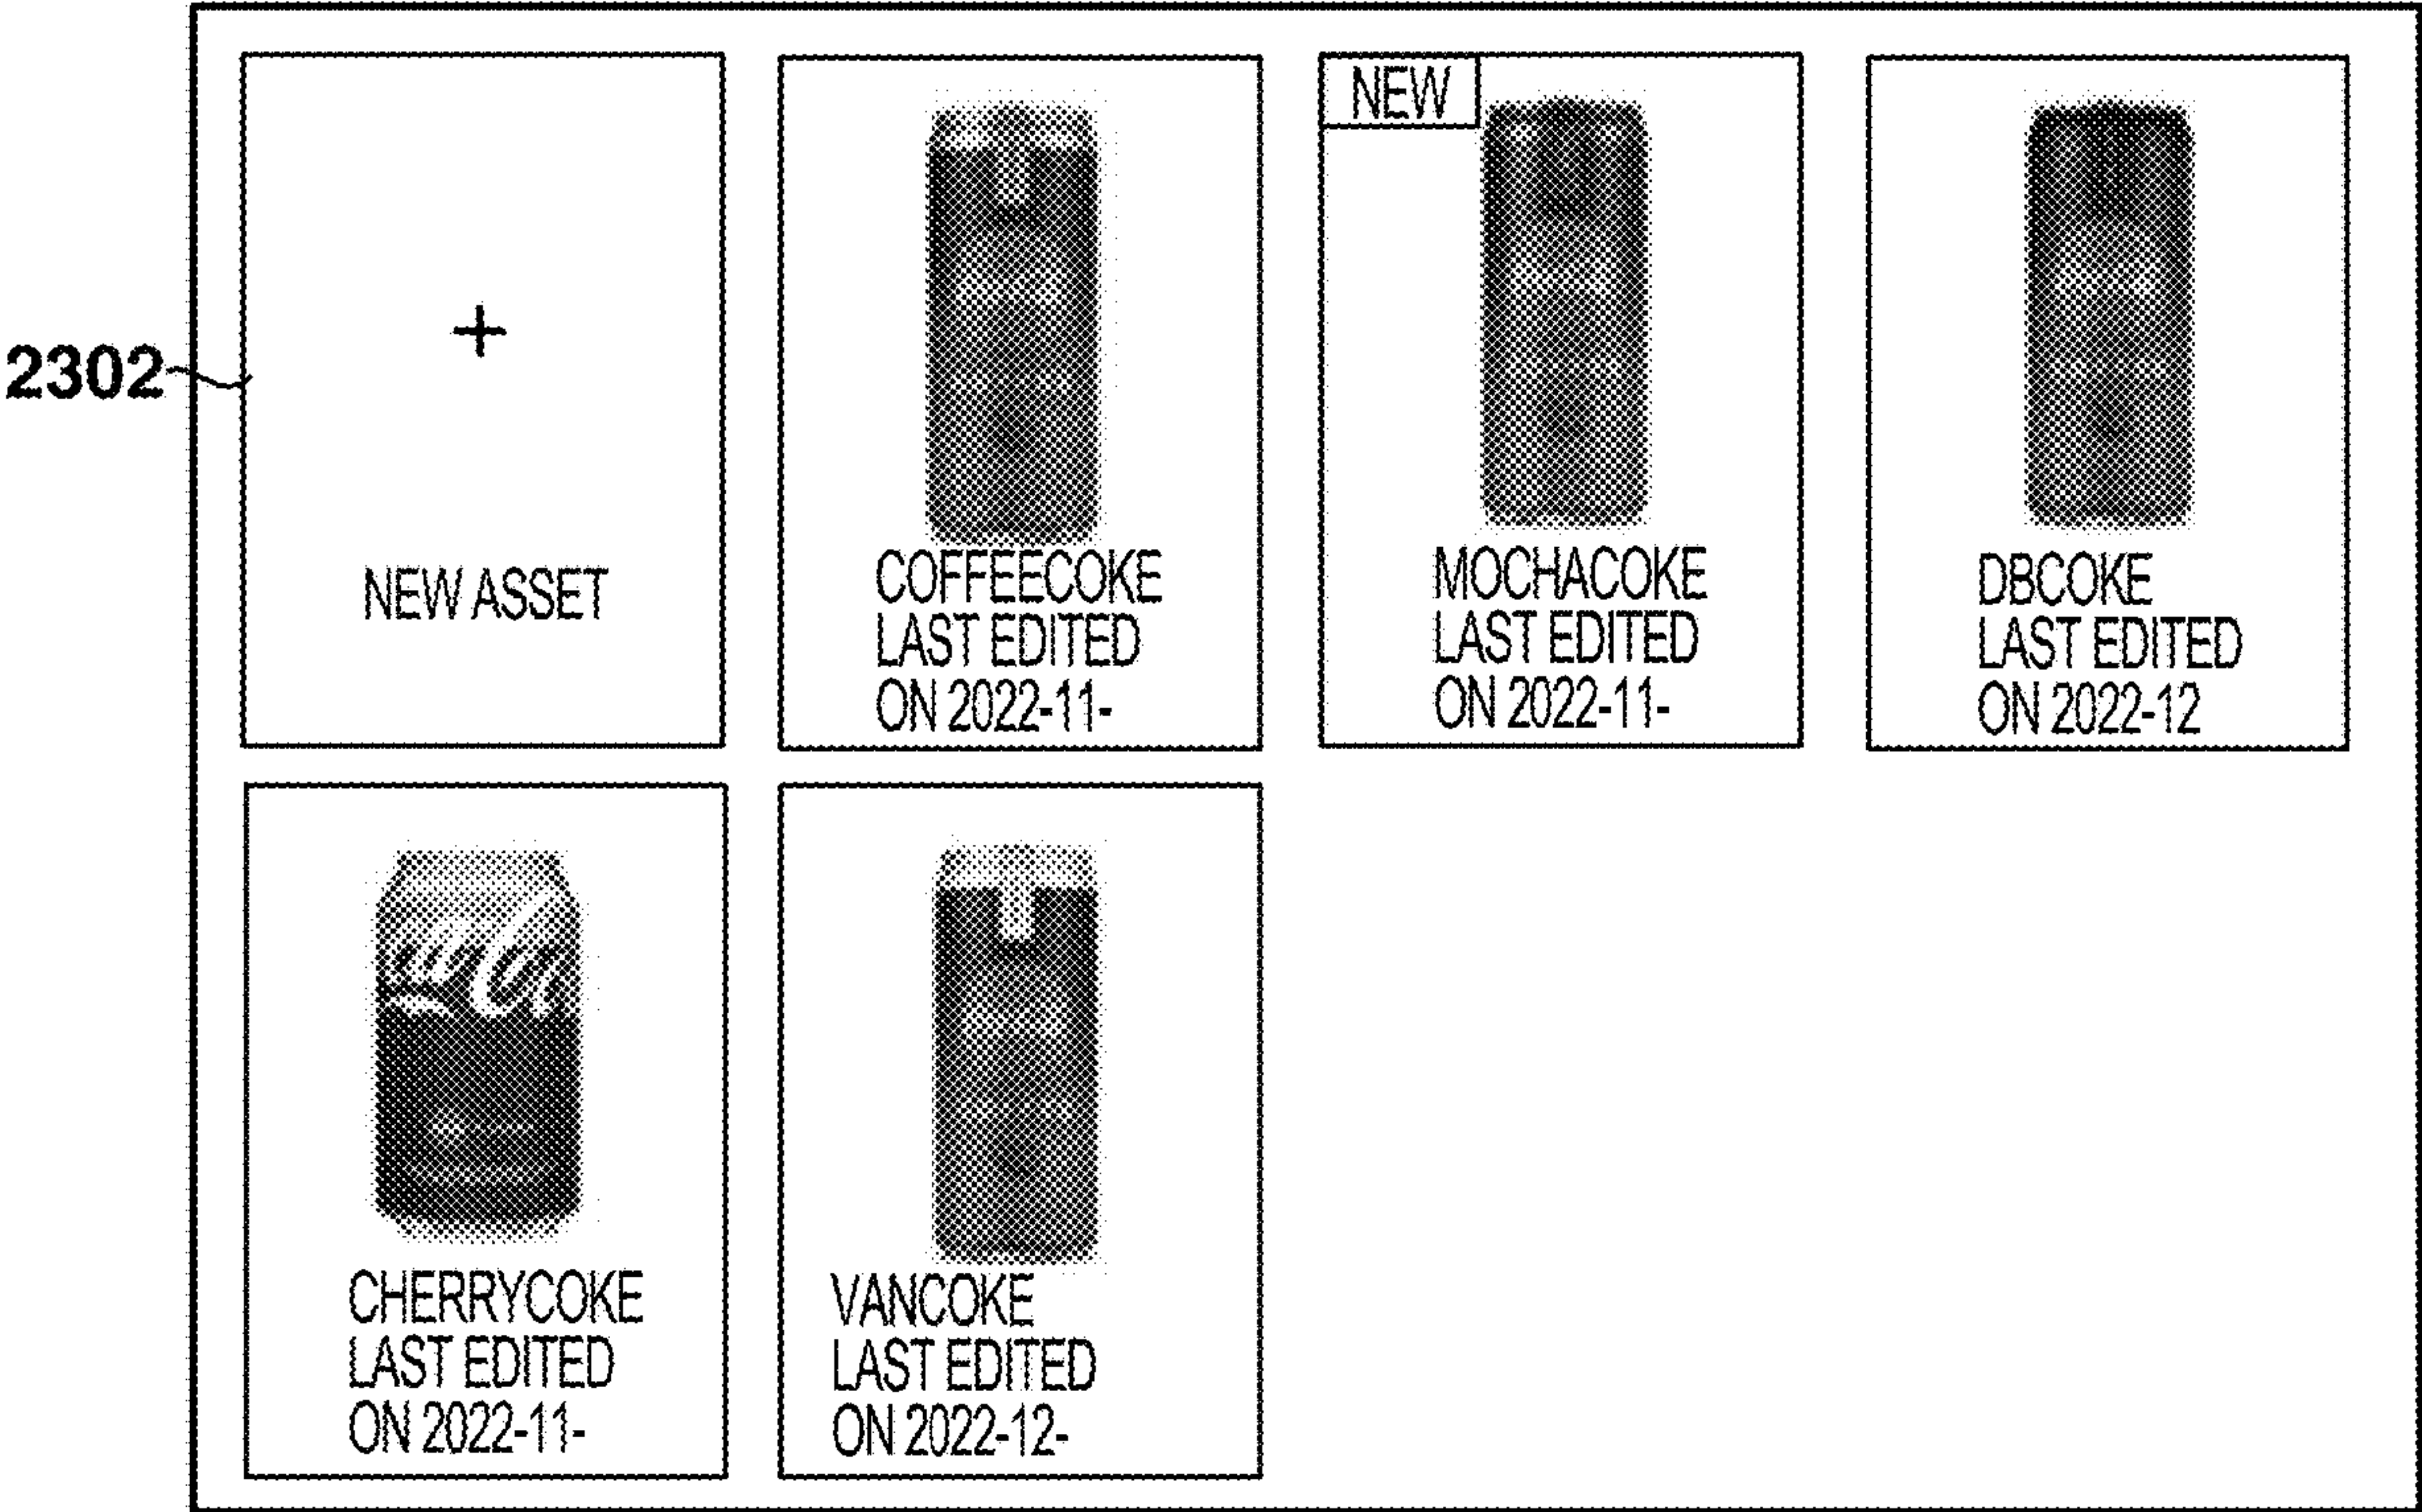 2302
+
NEW ASSET
COFFEECOKE
LAST EDITED
ON 2022-11-
NEW
MOCHACOKE
LAST EDITED
ON 2022-11-
DBCOKE
LAST EDITED
ON 2022-12
CHERRYCOKE
LAST EDITED
ON 2022-11-
VANCOKE
LAST EDITED
ON 2022-12-